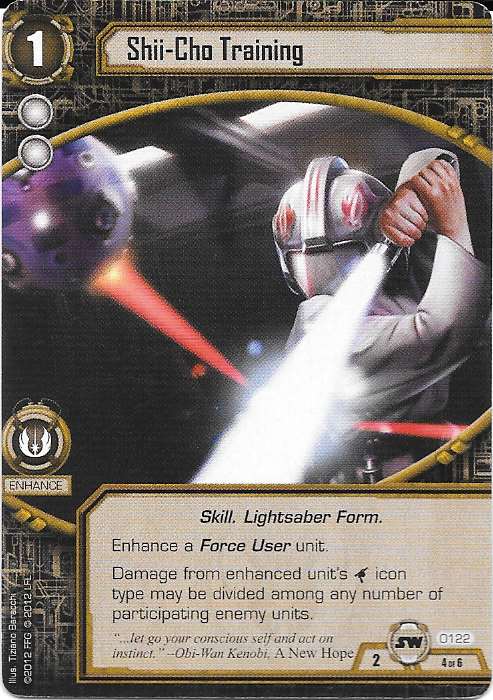 1
Shii-Cho Training
ENHANCE
Skill. Lightsaber Form.
Enhance a Force User unit.
Damage from enhanced unit's icon
type may be divided among any number of
participating enemy units.
"...let go your conscious self and act on
instinct." –Obi-Wan Kenobi, A New Hope
2
SW
0122
4 of 6
Illus. Tiziano Baracchi
©2012 FFG © 2012 LFL